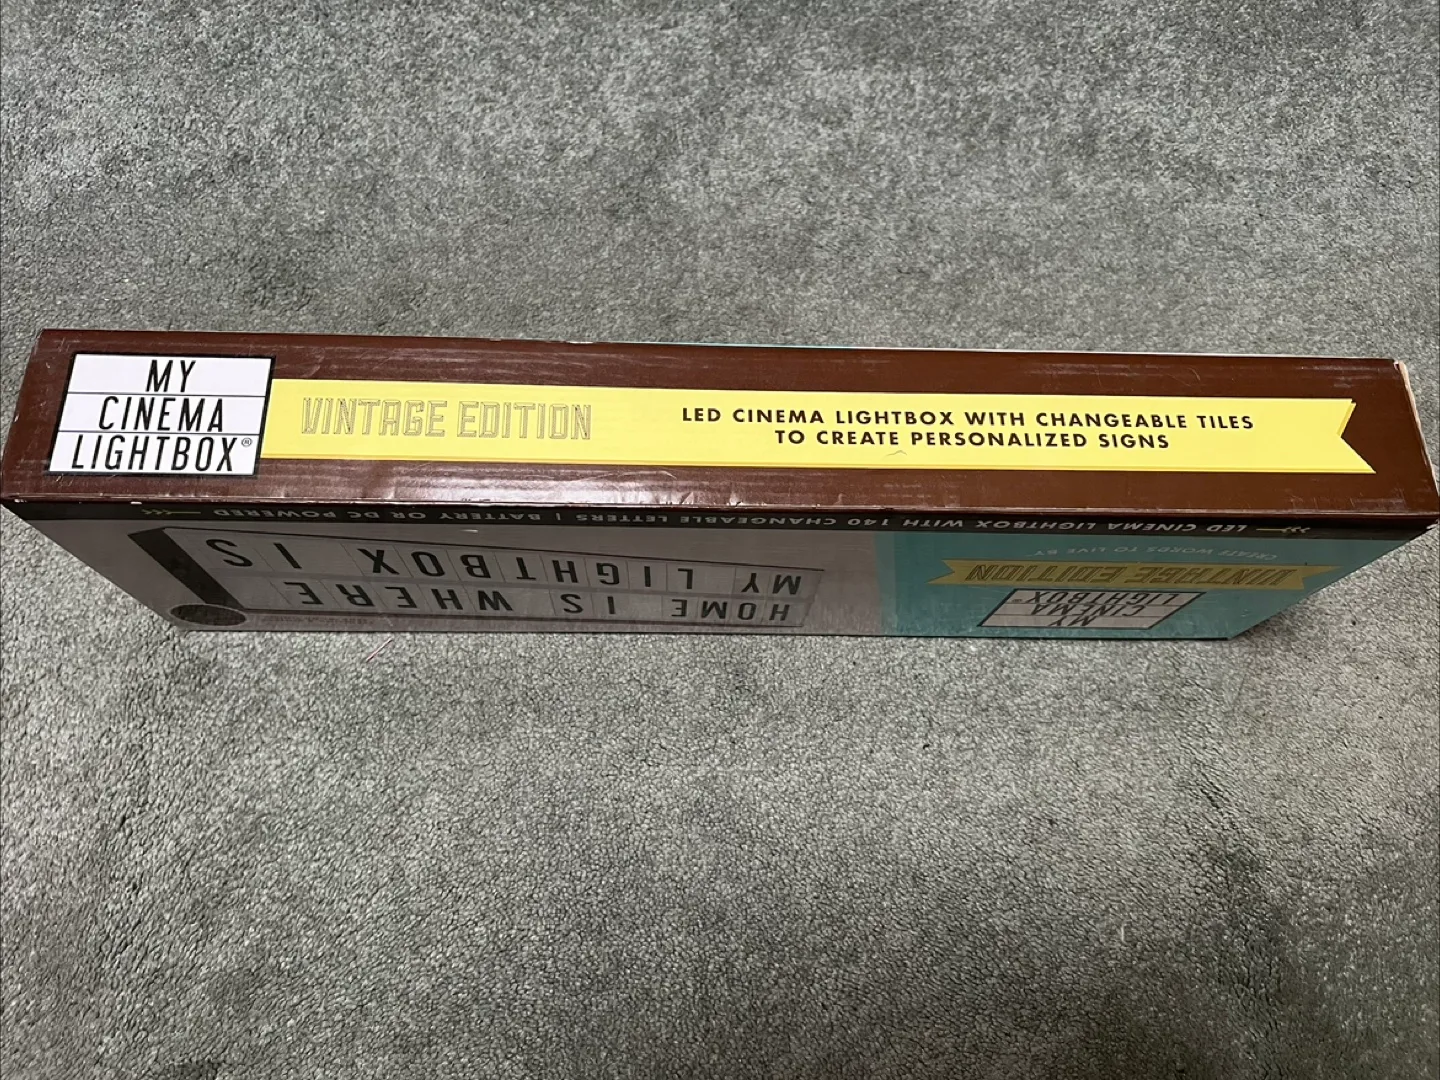 MY
CINEMA
LIGHTBOX®
VINTAGE EDITION
LED CINEMA LIGHTBOX WITH CHANGEABLE TILES
TO CREATE PERSONALIZED SIGNS
LED CINEMA LIGHTBOX WITH 140 CHANGEABLE LETTERS | BATTERY OR DC POWERED
MY
CINEMA
LIGHTBOX®
VINTAGE EDITION
CREATE WORDS TO LIVE BY
HOME IS WHERE
MY LIGHTBOX IS